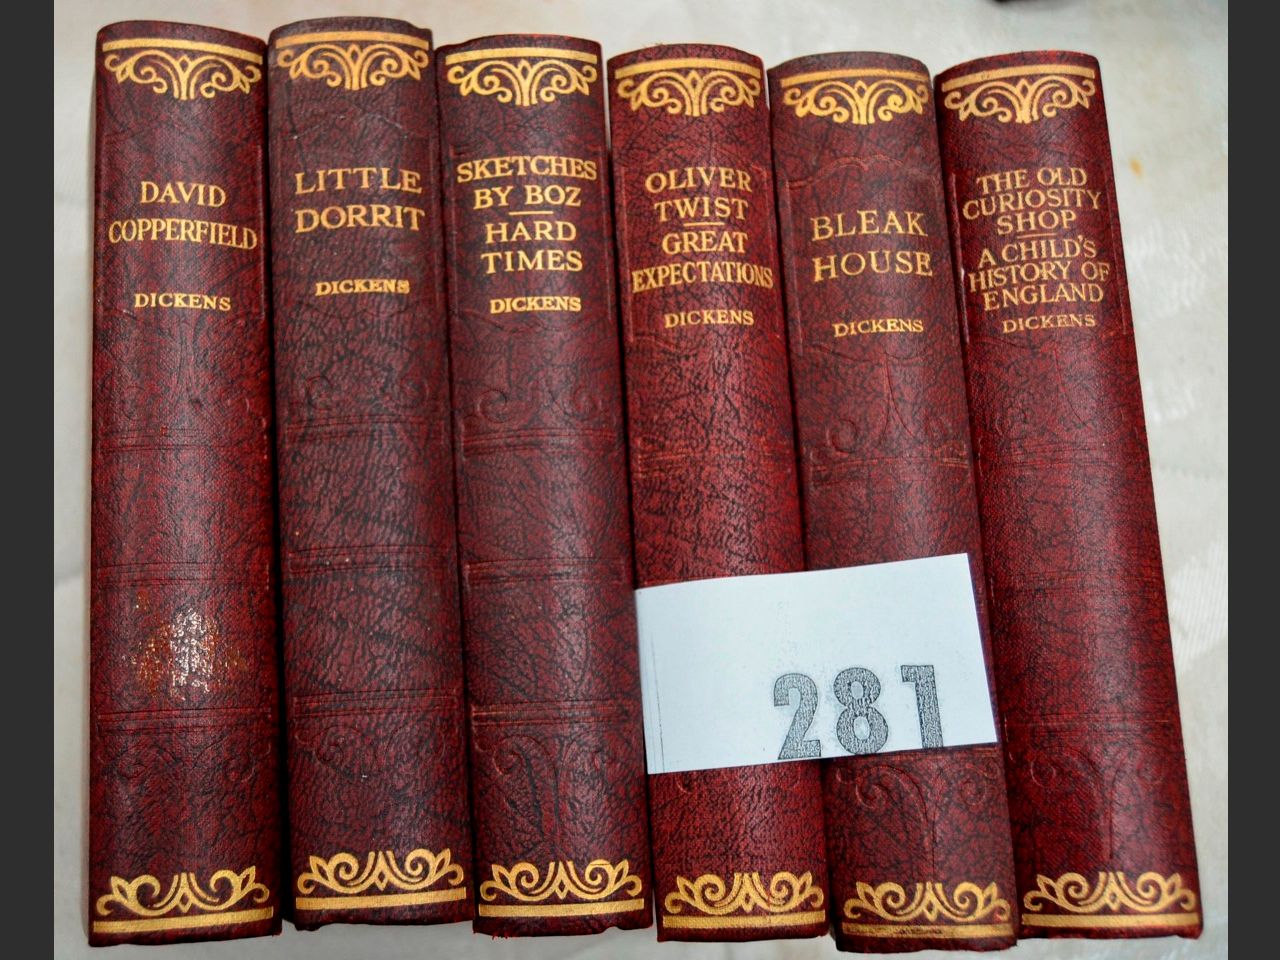 DAVID
COPPERFIELD
DICKENS
LITTLE
DORRIT
DICKENS
SKETCHES
BY BOZ
HARD
TIMES
DICKENS
OLIVER
TWIST
GREAT
EXPECTATIONS
DICKENS
BLEAK
HOUSE
DICKENS
THE OLD
CURIOSITY
SHOP
A CHILD'S
HISTORY OF
ENGLAND
DICKENS
281